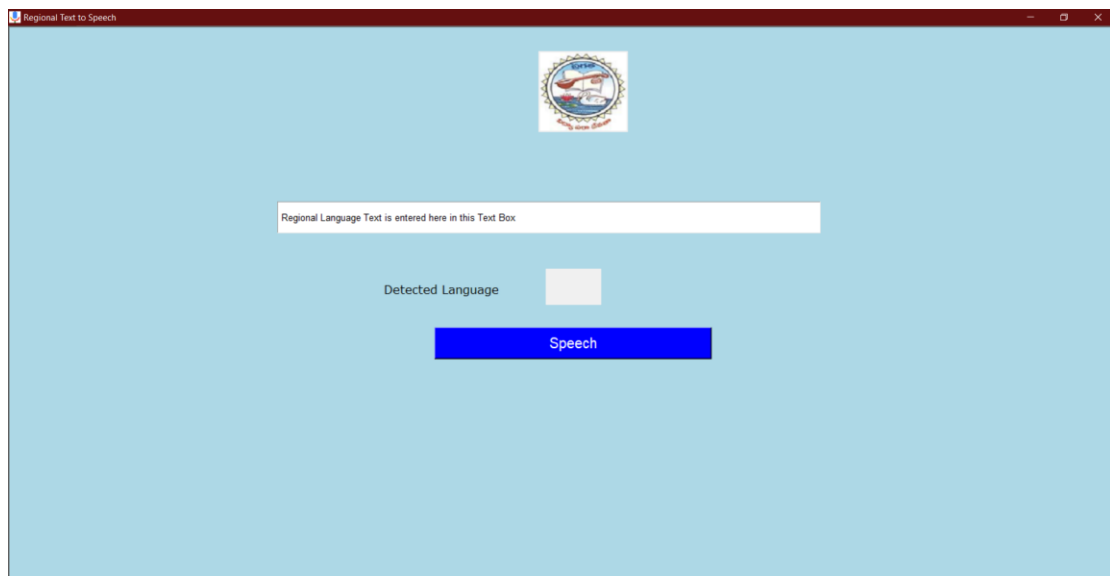 Regional Text to Speech
Regional Language Text is entered here in this Text Box
Detected Language
Speech